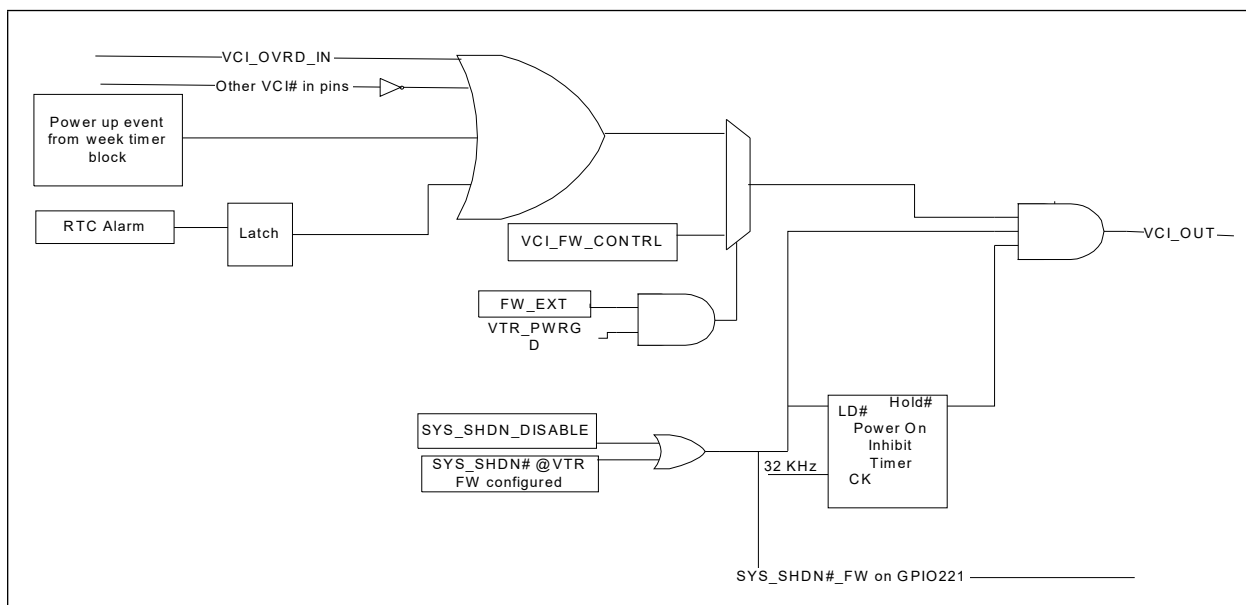 VCI_OVRD_IN
Other VCI# in pins
Power up event
from week timer
block
RTC Alarm
Latch
VCI_FW_CONTRL
VCI_OUT
FW_EXT
VTR_PWRG
D
SYS_SHDN_DISABLE
SYS_SHDN# @VTR
FW configured
LD#
Hold#
Power On
Inhibit
Timer
32 KHz
CK
SYS_SHDN#_FW on GPIO221